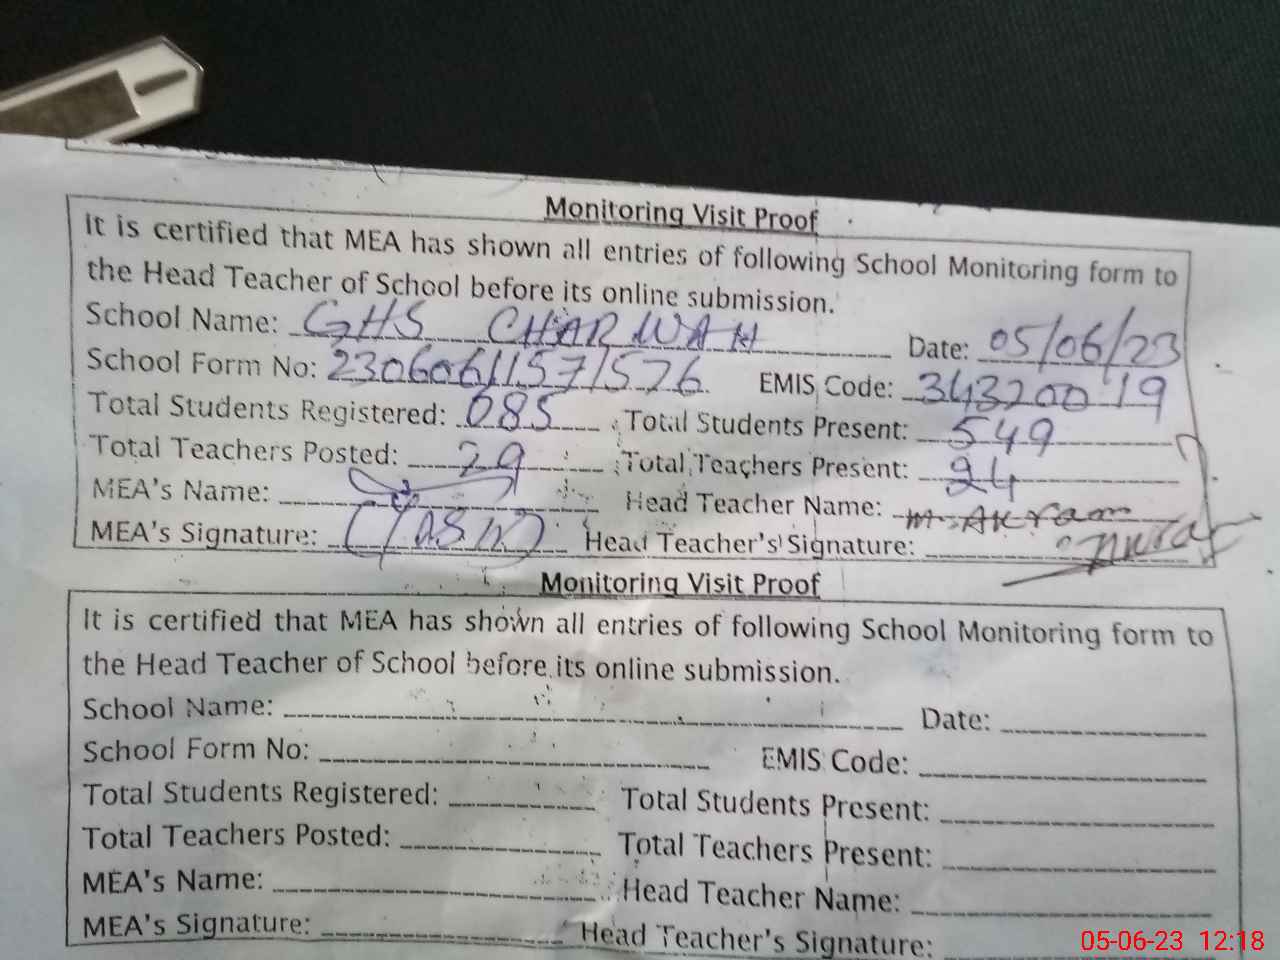 Monitoring Visit Proof
It is certified that MEA has shown all entries of following School Monitoring form to
the Head Teacher of School before its online submission.
School Name: GHS CHARWAH Date: 05/06/23
School Form No: EMIS Code: 34320019
Total Students Registered: 085 Total Students Present: 549
Total Teachers Posted: 29 Total Teachers Present: 24
MEA's Name: Head Teacher Name: M. Akram
MEA's Signature: Head Teacher's Signature:
Monitoring Visit Proof
It is certified that MEA has shown all entries of following School Monitoring form to
the Head Teacher of School before its online submission.
School Name: Date:
School Form No: EMIS Code:
Total Students Registered: Total Students Present:
Total Teachers Posted: Total Teachers Present:
MEA's Name: Head Teacher Name:
MEA's Signature: Head Teacher's Signature:
05-06-23 12:18